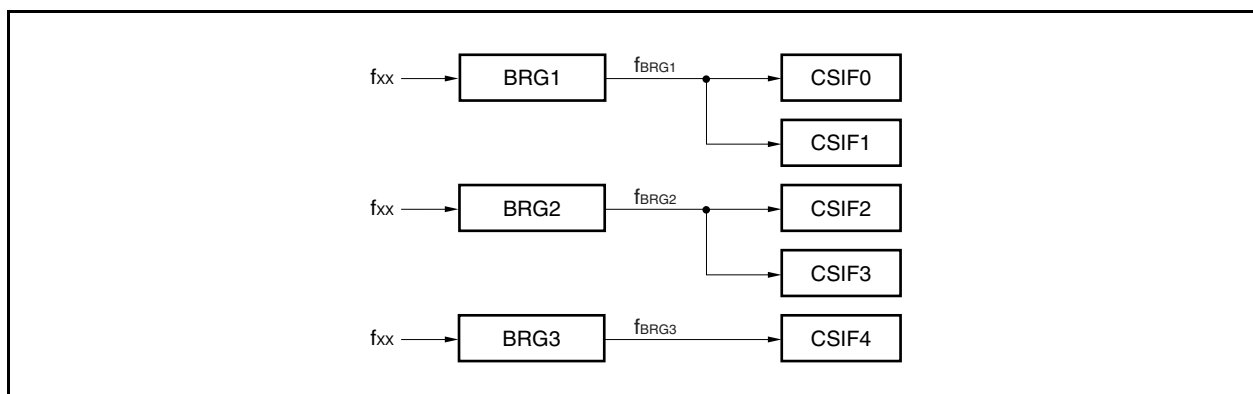 fxx BRG1 fBRG1 CSIF0
CSIF1
fxx BRG2 fBRG2 CSIF2
CSIF3
fxx BRG3 fBRG3 CSIF4